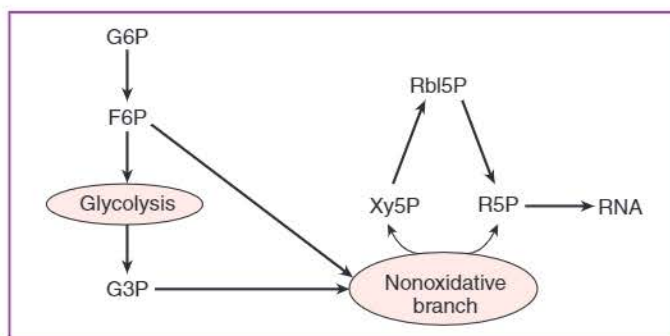 G6P
F6P
Glycolysis
G3P
Rbl5P
Xy5P
R5P
RNA
Nonoxidative
branch